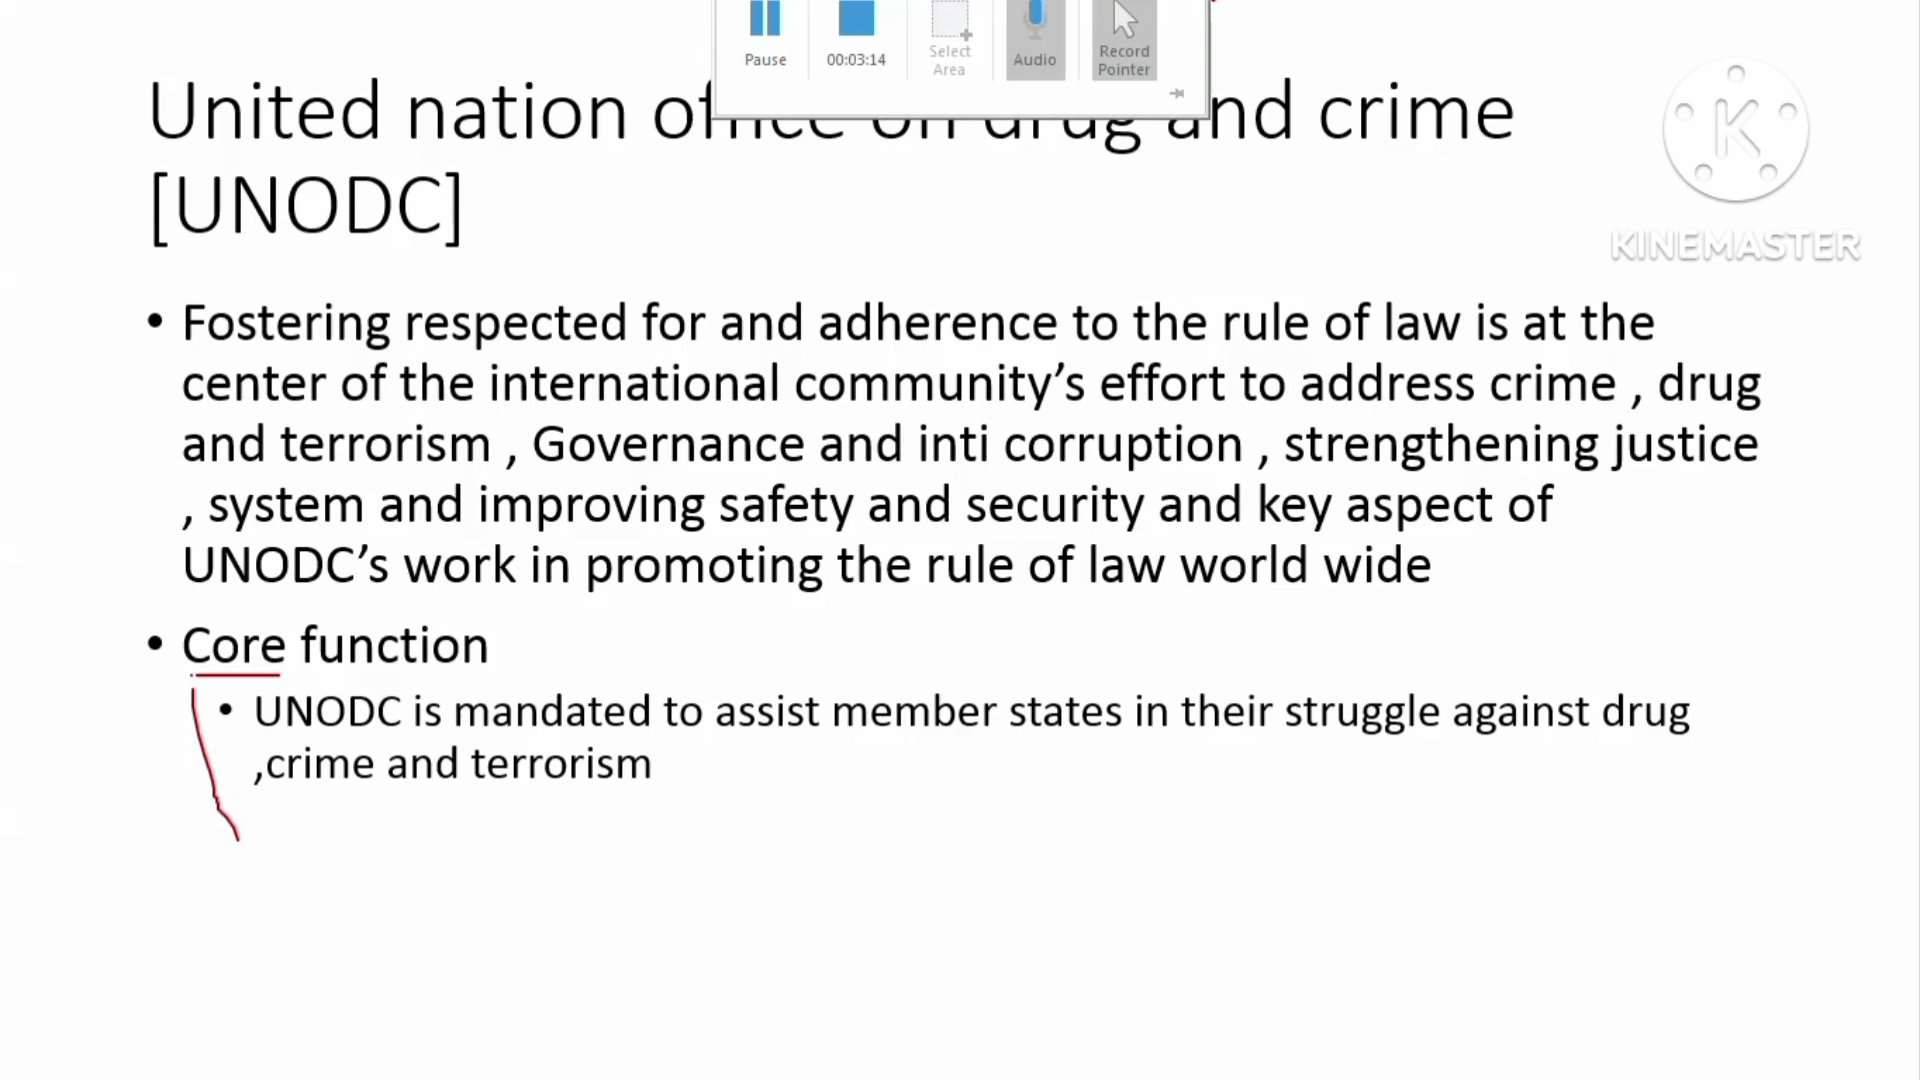 Pause
00:03:14
Select
Area
Audio
Record
Pointer
United nation office on drug and crime
[UNODC]
K
KINEMASTER
• Fostering respected for and adherence to the rule of law is at the
center of the international community’s effort to address crime , drug
and terrorism , Governance and inti corruption , strengthening justice
, system and improving safety and security and key aspect of
UNODC’s work in promoting the rule of law world wide
• Core function
• UNODC is mandated to assist member states in their struggle against drug
,crime and terrorism